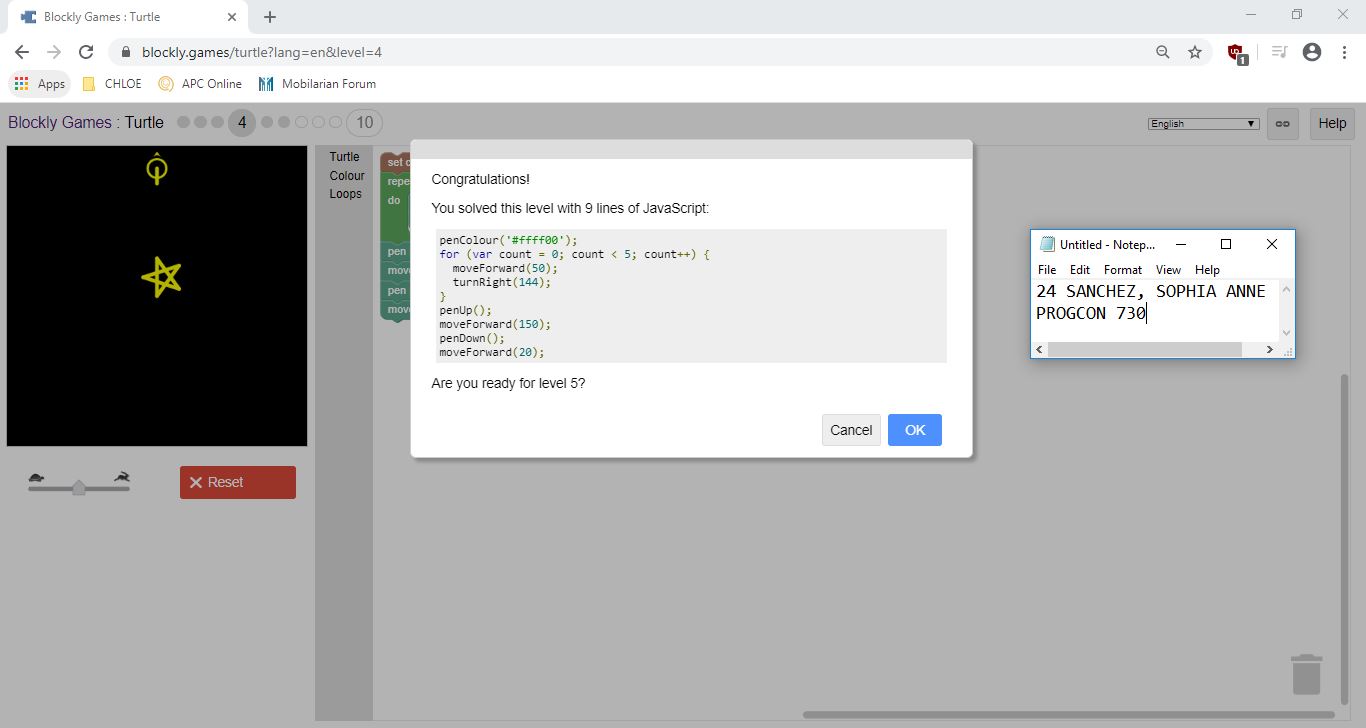 Blockly Games : Turtle
blockly.games/turtle?lang=en&level=4
1
Apps CHLOE APC Online Mobilarian Forum
Blockly Games : Turtle 4 10
English Help
Turtle
Colour
Loops
set c
repe
do
pen
move
pen
move
Congratulations!
You solved this level with 9 lines of JavaScript:
penColour('#ffff00');
for (var count = 0; count < 5; count++) {
  moveForward(50);
  turnRight(144);
}
penUp();
moveForward(150);
penDown();
moveForward(20);
Are you ready for level 5?
Cancel OK
Untitled - Notep...
File Edit Format View Help
24 SANCHEZ, SOPHIA ANNE
PROGCON 730
Reset